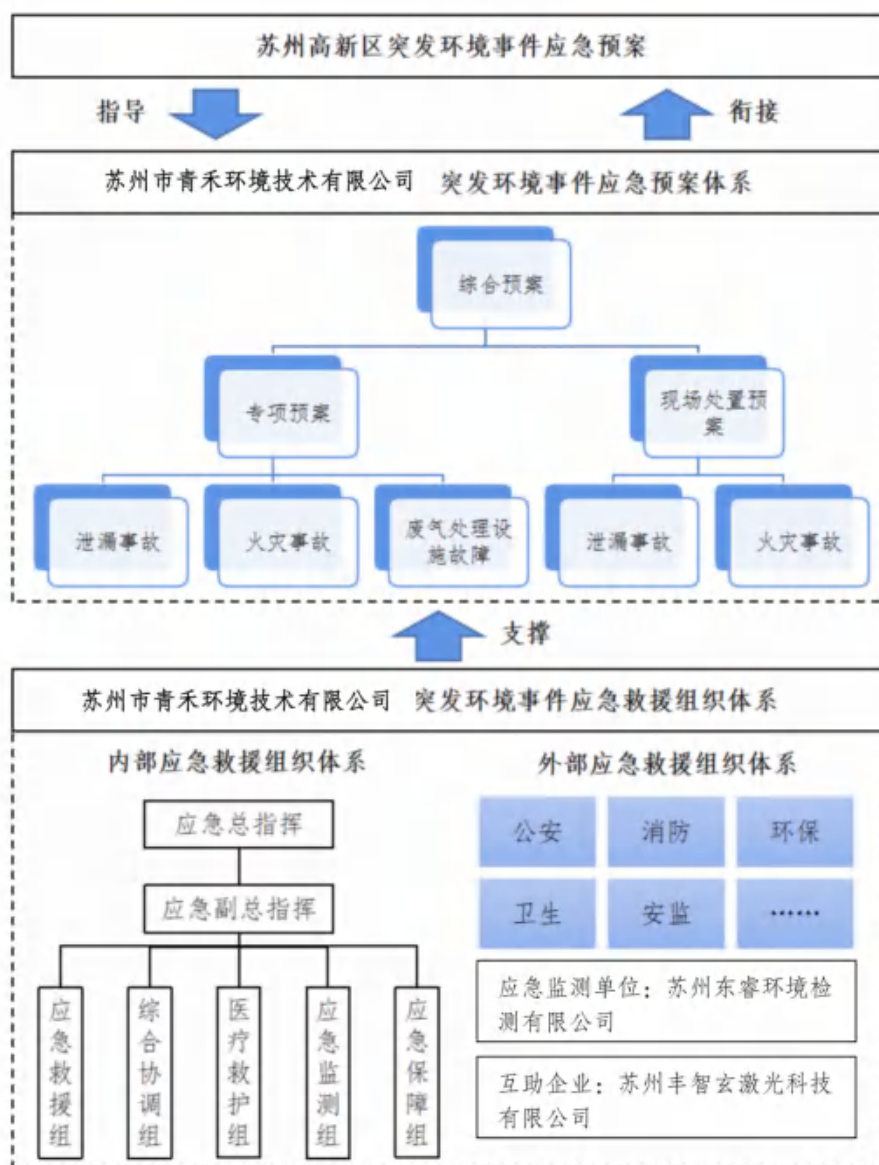 苏州高新区突发环境事件应急预案
指导
衔接
苏州市青禾环境技术有限公司 突发环境事件应急预案体系
综合预案
专项预案
现场处置预
案
泄漏事故
火灾事故
废气处理设
施故障
泄漏事故
火灾事故
支撑
苏州市青禾环境技术有限公司 突发环境事件应急救援组织体系
内部应急救援组织体系
应急总指挥
应急副总指挥
应急救援组
综合协调组
医疗救护组
应急监测组
应急保障组
外部应急救援组织体系
公安
消防
环保
卫生
安监
……
应急监测单位：苏州东睿环境检
测有限公司
互助企业：苏州丰智玄激光科技
有限公司